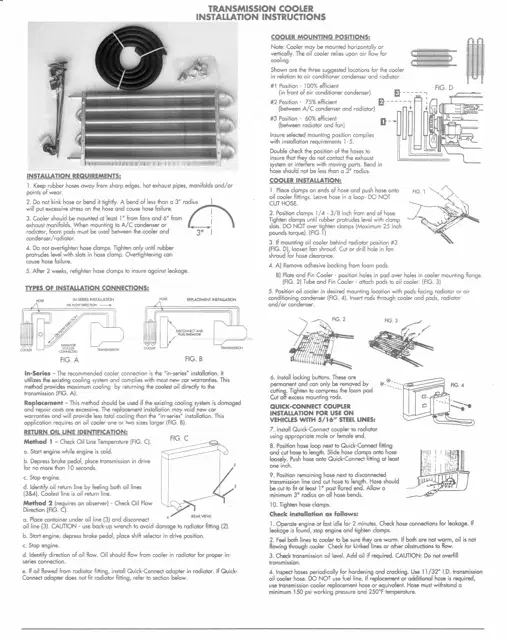 TRANSMISSION COOLER
INSTALLATION INSTRUCTIONS
3"
INSTALLATION REQUIREMENTS:
1. Keep rubber hoses away from sharp edges, hot exhaust pipes, manifolds and/or
points of wear.
2. Do not kink hose or bend it tightly. A bend of less than a 3" radius
will put excessive stress on the hose and cause hose failure.
3. Cooler should be mounted at least 1" from fans and 6" from
exhaust manifolds. When mounting to A/C condenser or
radiator, foam pads must be used between the cooler and
condenser/radiator.
4. Do not overtighten hose clamps. Tighten only until rubber
protrudes level with slots in hose clamp. Overtightening can
cause hose failure.
5. After 2 weeks, retighten hose clamps to insure against leakage.
TYPES OF INSTALLATION CONNECTIONS:
HOSE
IN-SERIES INSTALLATION
COOLER
TRANSMISSION
FIG. A
HOSE
REPLACEMENT INSTALLATION
DISCONNECT AND
PLUG RADIATOR
COOLER
TRANSMISSION
FIG. B
In-Series - The recommended cooler connection is the "in-series" installation. It
utilizes the existing cooling system and complies with most new car warranties. This
method provides maximum cooling by returning the cooled oil directly to the
transmission (FIG. A).
Replacement - This method should be used if the existing cooling system is damaged
and repair costs are excessive. The replacement installation may void new car
warranties and will provide less total cooling than the "in-series" installation. This
application requires an oil cooler one or two sizes larger (FIG. B).
RETURN OIL LINE IDENTIFICATION:
Method 1 - Check Oil Line Temperature (FIG. C).
a. Start engine while engine is cold.
b. Depress brake pedal, place transmission in drive
for no more than 10 seconds.
c. Stop engine.
d. Identify oil return line by feeling both oil lines
(3&4). Coolest line is oil return line.
Method 2 (requires an observer) - Check Oil Flow
Direction (FIG. C).
a. Place container under oil line (3) and disconnect
oil line (3). CAUTION - use back-up wrench to avoid damage to radiator fitting (2).
b. Start engine, depress brake pedal, place shift selector in drive position.
c. Stop engine.
d. Identify direction of oil flow. Oil should flow from cooler in radiator for proper in-
series connection.
e. If oil flowed from radiator fitting, install Quick-Connect adapter in radiator. If Quick-
Connect adapter does not fit radiator fitting, refer to section below.
FIG. C
REAR VIEW
COOLER MOUNTING POSITIONS:
Note: Cooler may be mounted horizontally or
vertically. The oil cooler relies upon air flow for
cooling.
Shown are the three suggested locations for the cooler
in relation to air conditioner condenser and radiator
#1 Position - 100% efficient
(in front of air conditioner condenser)
#2 Position - 75% efficient
(between A/C condenser and radiator)
#3 Position - 60% efficient
(between radiator and fan)
Insure selected mounting position complies
with installation requirements 1-5.
Double check the position of the hoses to
insure that they do not contact the exhaust
system or interfere with moving parts. Bend in
hose should not be less than a 3" radius.
FIG. D
3
2
1
COOLER INSTALLATION:
1. Place clamps on ends of hose and push hose onto
oil cooler fittings. Leave hose in a loop. DO NOT
CUT HOSE.
2. Position clamps 1/4 - 3/8 inch from end of hose
Tighten clamps until rubber protrudes level with clamp
slots. DO NOT over tighten clamps (Maximum 25 inch
pounds torque). (FIG 1)
3. If mounting oil cooler behind radiator position #3
(FIG. D), loosen fan shroud. Cut or drill hole in fan
shroud for hose clearance.
FIG. 1
4. A) Remove adhesive backing from foam pads.
B) Plate and Fin Cooler - position holes in pad over holes in cooler mounting flange
(FIG. 2) Tube and Fin Cooler - attach pads to oil cooler. (FIG. 3)
5. Position oil cooler in desired mounting location with pads facing radiator or air
conditioning condenser (FIG. 4). Insert rods through cooler and pads, radiator
and/or condenser.
FIG. 2
FIG. 3
6. Install locking buttons. These are
permanent and can only be removed by
cutting. Tighten to compress the foam pad.
Cut off excess mounting rods.
FIG. 4
QUICK-CONNECT COUPLER
INSTALLATION FOR USE ON
VEHICLES WITH 5/16" STEEL LINES:
7. Install Quick-Connect coupler to radiator
using appropriate male or female end.
8. Position hose loop next to Quick-Connect fitting
and cut hose to length. Slide hose clamps onto hose
loosely. Push hose onto Quick-Connect fitting at least
one inch.
9. Position remaining hose next to disconnected
transmission line and cut hose to length. Hose should
be cut to fit at least 1" past flared end. Allow a
minimum 3" radius on all hose bends.
10. Tighten hose clamps.
Check installation as follows:
1. Operate engine at fast idle for 2 minutes. Check hose connections for leakage. If
leakage is found, stop engine and tighten clamps.
2. Feel both lines to cooler to be sure they are warm. If both are not warm, oil is not
flowing through cooler. Check for kinked lines or other obstructions to flow.
3. Check transmission oil level. Add oil if required. CAUTION: Do not overfill
transmission.
4. Inspect hoses periodically for hardening and cracking. Use 11/32" I.D. transmission
oil cooler hose. DO NOT use fuel line. If replacement or additional hose is required,
use transmission cooler replacement hose or equivalent. Hose must withstand a
minimum 150 psi working pressure and 250°F temperature.